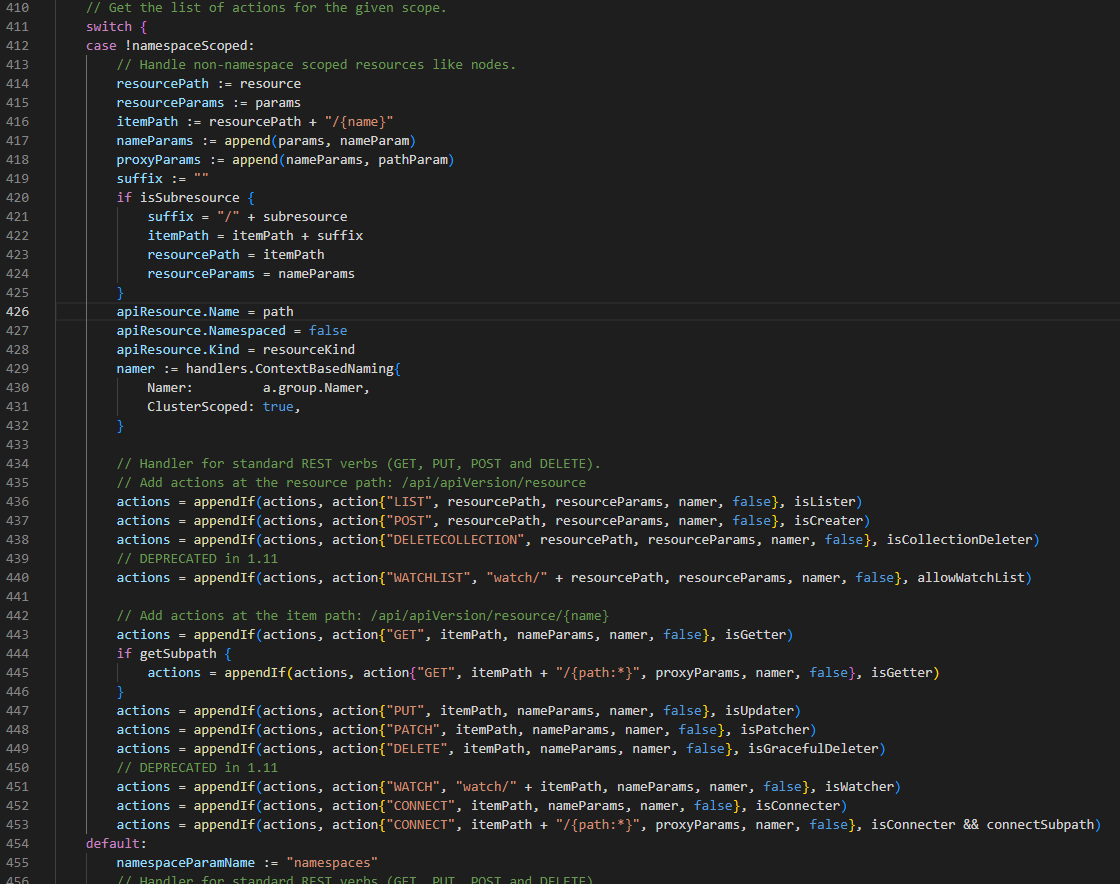 410 // Get the list of actions for the given scope.
411 switch {
412 case !namespaceScoped:
413 // Handle non-namespace scoped resources like nodes.
414 resourcePath := resource
415 resourceParams := params
416 itemPath := resourcePath + "/{name}"
417 nameParams := append(params, nameParam)
418 proxyParams := append(nameParams, pathParam)
419 suffix := ""
420 if isSubresource {
421 suffix = "/" + subresource
422 itemPath = itemPath + suffix
423 resourcePath = itemPath
424 resourceParams = nameParams
425 }
426 apiResource.Name = path
427 apiResource.Namespaced = false
428 apiResource.Kind = resourceKind
429 namer := handlers.ContextBasedNaming{
430 Namer:         a.group.Namer,
431 ClusterScoped: true,
432 }
433
434 // Handler for standard REST verbs (GET, PUT, POST and DELETE).
435 // Add actions at the resource path: /api/apiVersion/resource
436 actions = appendIf(actions, action{"LIST", resourcePath, resourceParams, namer, false}, isLister)
437 actions = appendIf(actions, action{"POST", resourcePath, resourceParams, namer, false}, isCreater)
438 actions = appendIf(actions, action{"DELETECOLLECTION", resourcePath, resourceParams, namer, false}, isCollectionDeleter)
439 // DEPRECATED in 1.11
440 actions = appendIf(actions, action{"WATCHLIST", "watch/" + resourcePath, resourceParams, namer, false}, allowWatchList)
441
442 // Add actions at the item path: /api/apiVersion/resource/{name}
443 actions = appendIf(actions, action{"GET", itemPath, nameParams, namer, false}, isGetter)
444 if getSubpath {
445 actions = appendIf(actions, action{"GET", itemPath + "/{path:*}", proxyParams, namer, false}, isGetter)
446 }
447 actions = appendIf(actions, action{"PUT", itemPath, nameParams, namer, false}, isUpdater)
448 actions = appendIf(actions, action{"PATCH", itemPath, nameParams, namer, false}, isPatcher)
449 actions = appendIf(actions, action{"DELETE", itemPath, nameParams, namer, false}, isGracefulDeleter)
450 // DEPRECATED in 1.11
451 actions = appendIf(actions, action{"WATCH", "watch/" + itemPath, nameParams, namer, false}, isWatcher)
452 actions = appendIf(actions, action{"CONNECT", itemPath, nameParams, namer, false}, isConnecter)
453 actions = appendIf(actions, action{"CONNECT", itemPath + "/{path:*}", proxyParams, namer, false}, isConnecter && connectSubpath)
454 default:
455 namespaceParamName := "namespaces"
456 // Handler for standard REST verbs (GET, PUT, POST and DELETE)